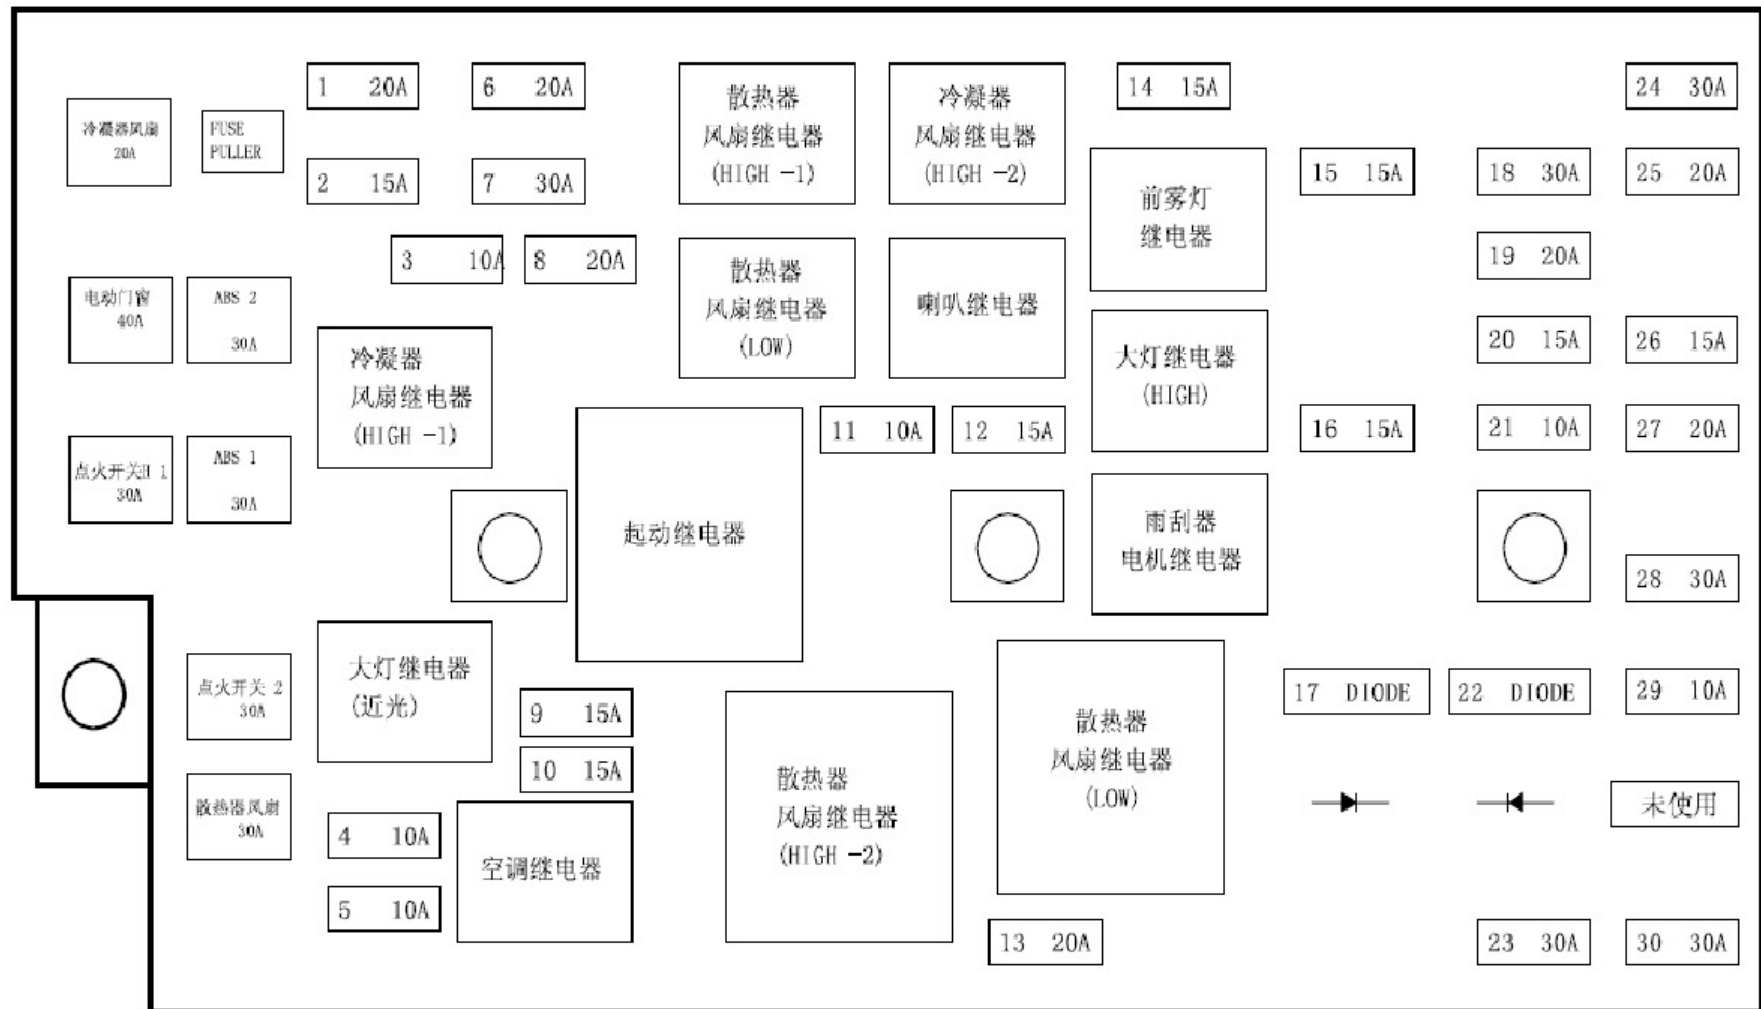 冷凝器风扇
20A
FUSE
PULLER
1 20A
6 20A
2 15A
7 30A
3 10A
8 20A
散热器
风扇继电器
(HIGH -1)
冷凝器
风扇继电器
(HIGH -2)
14 15A
24 30A
前雾灯
继电器
15 15A
18 30A
25 20A
19 20A
电动门窗
40A
ABS 2
30A
冷凝器
风扇继电器
(HIGH -1)
散热器
风扇继电器
(LOW)
喇叭继电器
大灯继电器
(HIGH)
20 15A
26 15A
点火开关H 1
30A
ABS 1
30A
11 10A
12 15A
16 15A
21 10A
27 20A
起动继电器
雨刮器
电机继电器
28 30A
点火开关 2
30A
大灯继电器
(近光)
9 15A
10 15A
散热器
风扇继电器
(HIGH -2)
散热器
风扇继电器
(LOW)
17 DIODE
22 DIODE
29 10A
散热器风扇
30A
4 10A
5 10A
空调继电器
未使用
13 20A
23 30A
30 30A